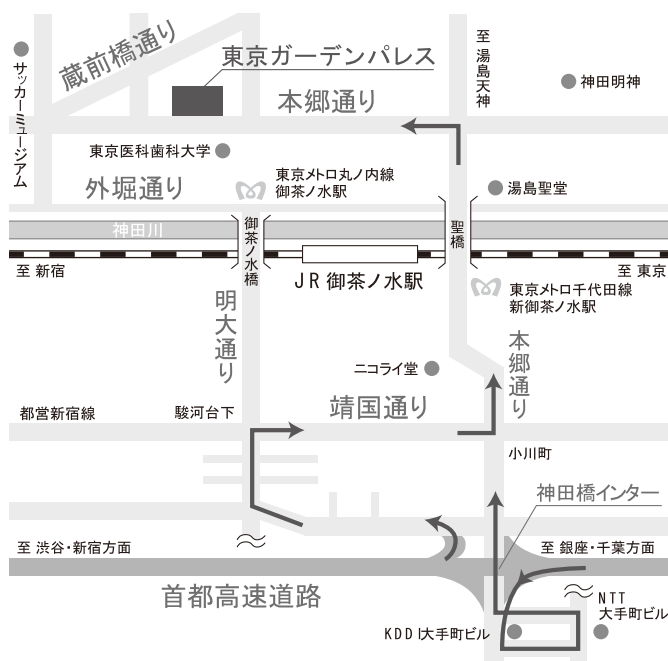 至 湯島天神
東京ガーデンパレス
蔵前橋通り
サッカーミュージアム
神田明神
本郷通り
東京医科歯科大学
東京メトロ丸ノ内線
御茶ノ水駅
湯島聖堂
外堀通り
神田川
御茶ノ水橋
聖橋
至 新宿
至 東京
JR 御茶ノ水駅
東京メトロ千代田線
新御茶ノ水駅
明大通り
本郷通り
ニコライ堂
靖国通り
都営新宿線
駿河台下
小川町
神田橋インター
至 渋谷・新宿方面
至 銀座・千葉方面
首都高速道路
NTT
大手町ビル
KDDI大手町ビル